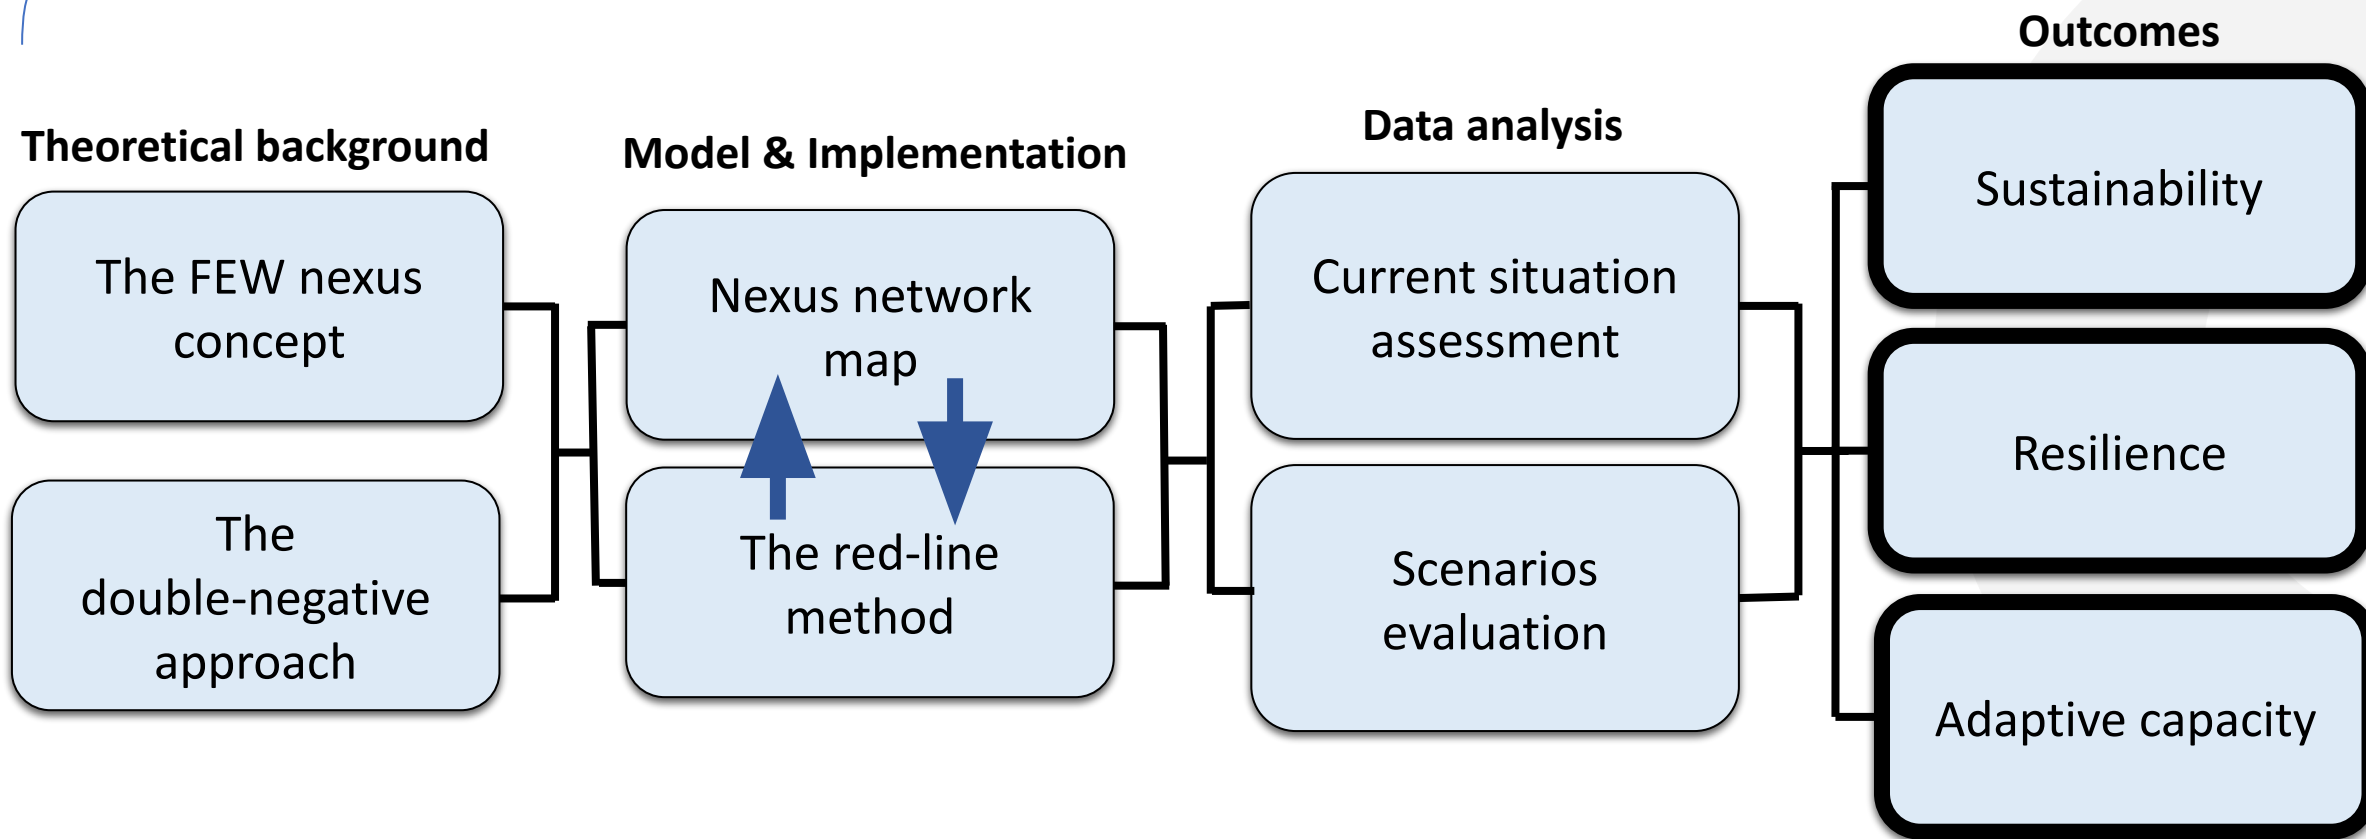 Theoretical background
The FEW nexus
concept
The
double-negative
approach
Model & Implementation
Nexus network
map
The red-line
method
Data analysis
Current situation
assessment
Scenarios
evaluation
Outcomes
Sustainability
Resilience
Adaptive capacity